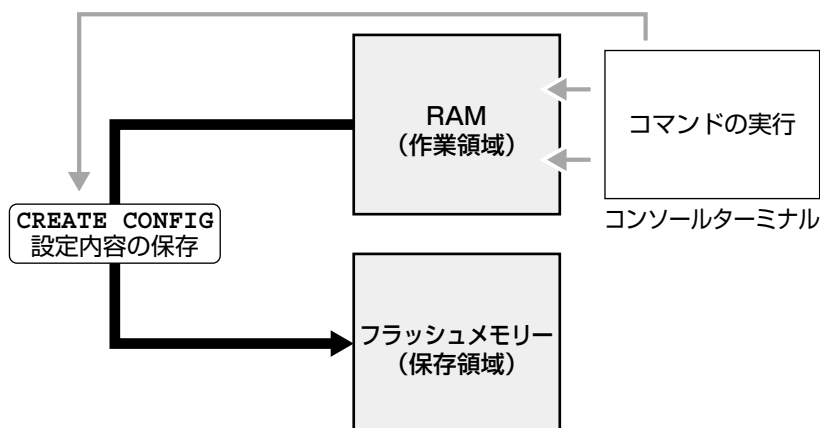 RAM
（作業領域）
コマンドの実行
コンソールターミナル
CREATE CONFIG
設定内容の保存
フラッシュメモリー
（保存領域）